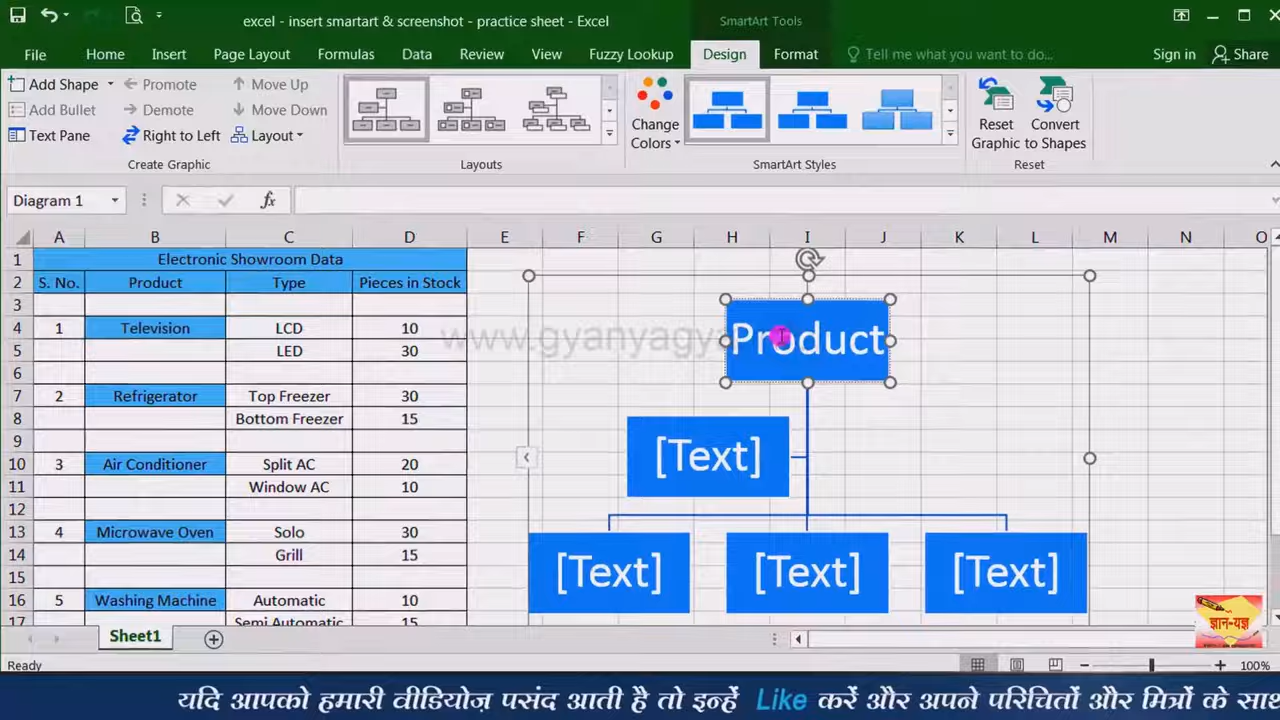 excel - insert smartart & screenshot - practice sheet - Excel
SmartArt Tools
File Home Insert Page Layout Formulas Data Review View Fuzzy Lookup Design Format Tell me what you want to do... Sign in Share
Add Shape Promote Move Up
Add Bullet Demote Move Down
Text Pane Right to Left Layout
Create Graphic
Layouts
Change Colors
SmartArt Styles
Reset Graphic
Convert to Shapes
Reset
Diagram 1 fx
A B C D E F G H I J K L M N O
1 Electronic Showroom Data
2 S. No. Product Type Pieces in Stock
3
4 1 Television LCD 10
5 LED 30
6
7 2 Refrigerator Top Freezer 30
8 Bottom Freezer 15
9
10 3 Air Conditioner Split AC 20
11 Window AC 10
12
13 4 Microwave Oven Solo 30
14 Grill 15
15
16 5 Washing Machine Automatic 10
17 Semi Automatic 15
Product
[Text]
[Text] [Text] [Text]
ज्ञान-यज्ञ
Sheet1
Ready 100%
यदि आपको हमारी वीडियोज़ पसंद आती है तो इन्हें Like करें और अपने परिचितों और मित्रों के साथ